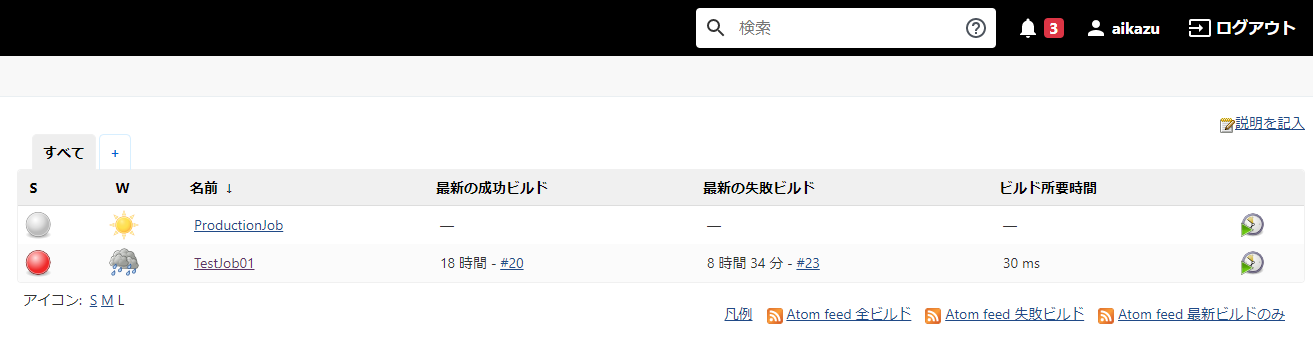 検索 3 aikazu ログアウト
説明を記入
すべて +
S W 名前 ↓ 最新の成功ビルド 最新の失敗ビルド ビルド所要時間
ProductionJob — — —
TestJob01 18 時間 - #20 8 時間 34 分 - #23 30 ms
アイコン: S M L
凡例 Atom feed 全ビルド Atom feed 失敗ビルド Atom feed 最新ビルドのみ